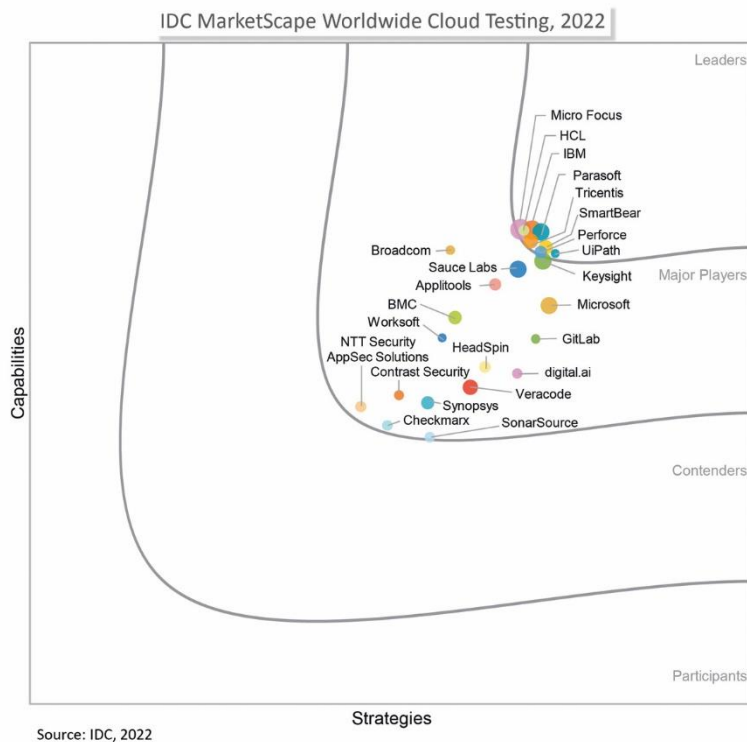 IDC MarketScape Worldwide Cloud Testing, 2022
Leaders
Micro Focus
HCL
IBM
Parasoft
Tricentis
SmartBear
Perforce
UiPath
Broadcom
Sauce Labs
Keysight
Major Players
Applitools
BMC
Microsoft
Worksoft
NTT Security
AppSec Solutions
HeadSpin
GitLab
Contrast Security
digital.ai
Veracode
Synopsys
Checkmarx
SonarSource
Capabilities
Contenders
Participants
Strategies
Source: IDC, 2022